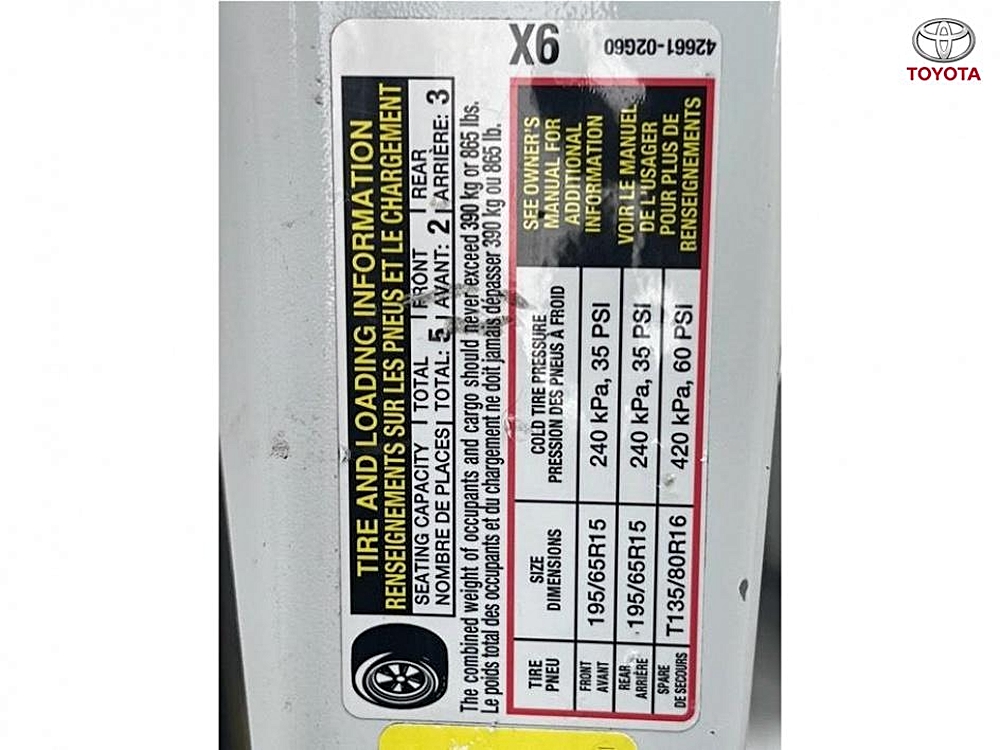 TOYOTA
X6
42661-02G60
TIRE AND LOADING INFORMATION
RENSEIGNEMENTS SUR LES PNEUS ET LE CHARGEMENT
SEATING CAPACITY | TOTAL | FRONT | REAR
NOMBRE DE PLACES | TOTAL: 5 | AVANT: 2 | ARRIÈRE: 3
The combined weight of occupants and cargo should never exceed 390 kg or 865 lbs.
Le poids total des occupants et du chargement ne doit jamais dépasser 390 kg ou 865 lb.
TIRE SIZE COLD TIRE PRESSURE
PNEU DIMENSIONS PRESSION DES PNEUS À FROID
FRONT
AVANT 195/65R15 240 kPa, 35 PSI
REAR
ARRIÈRE 195/65R15 240 kPa, 35 PSI
SPARE
DE SECOURS T135/80R16 420 kPa, 60 PSI
SEE OWNER'S
MANUAL FOR
ADDITIONAL
INFORMATION
VOIR LE MANUEL
DE L'USAGER
POUR PLUS DE
RENSEIGNEMENTS